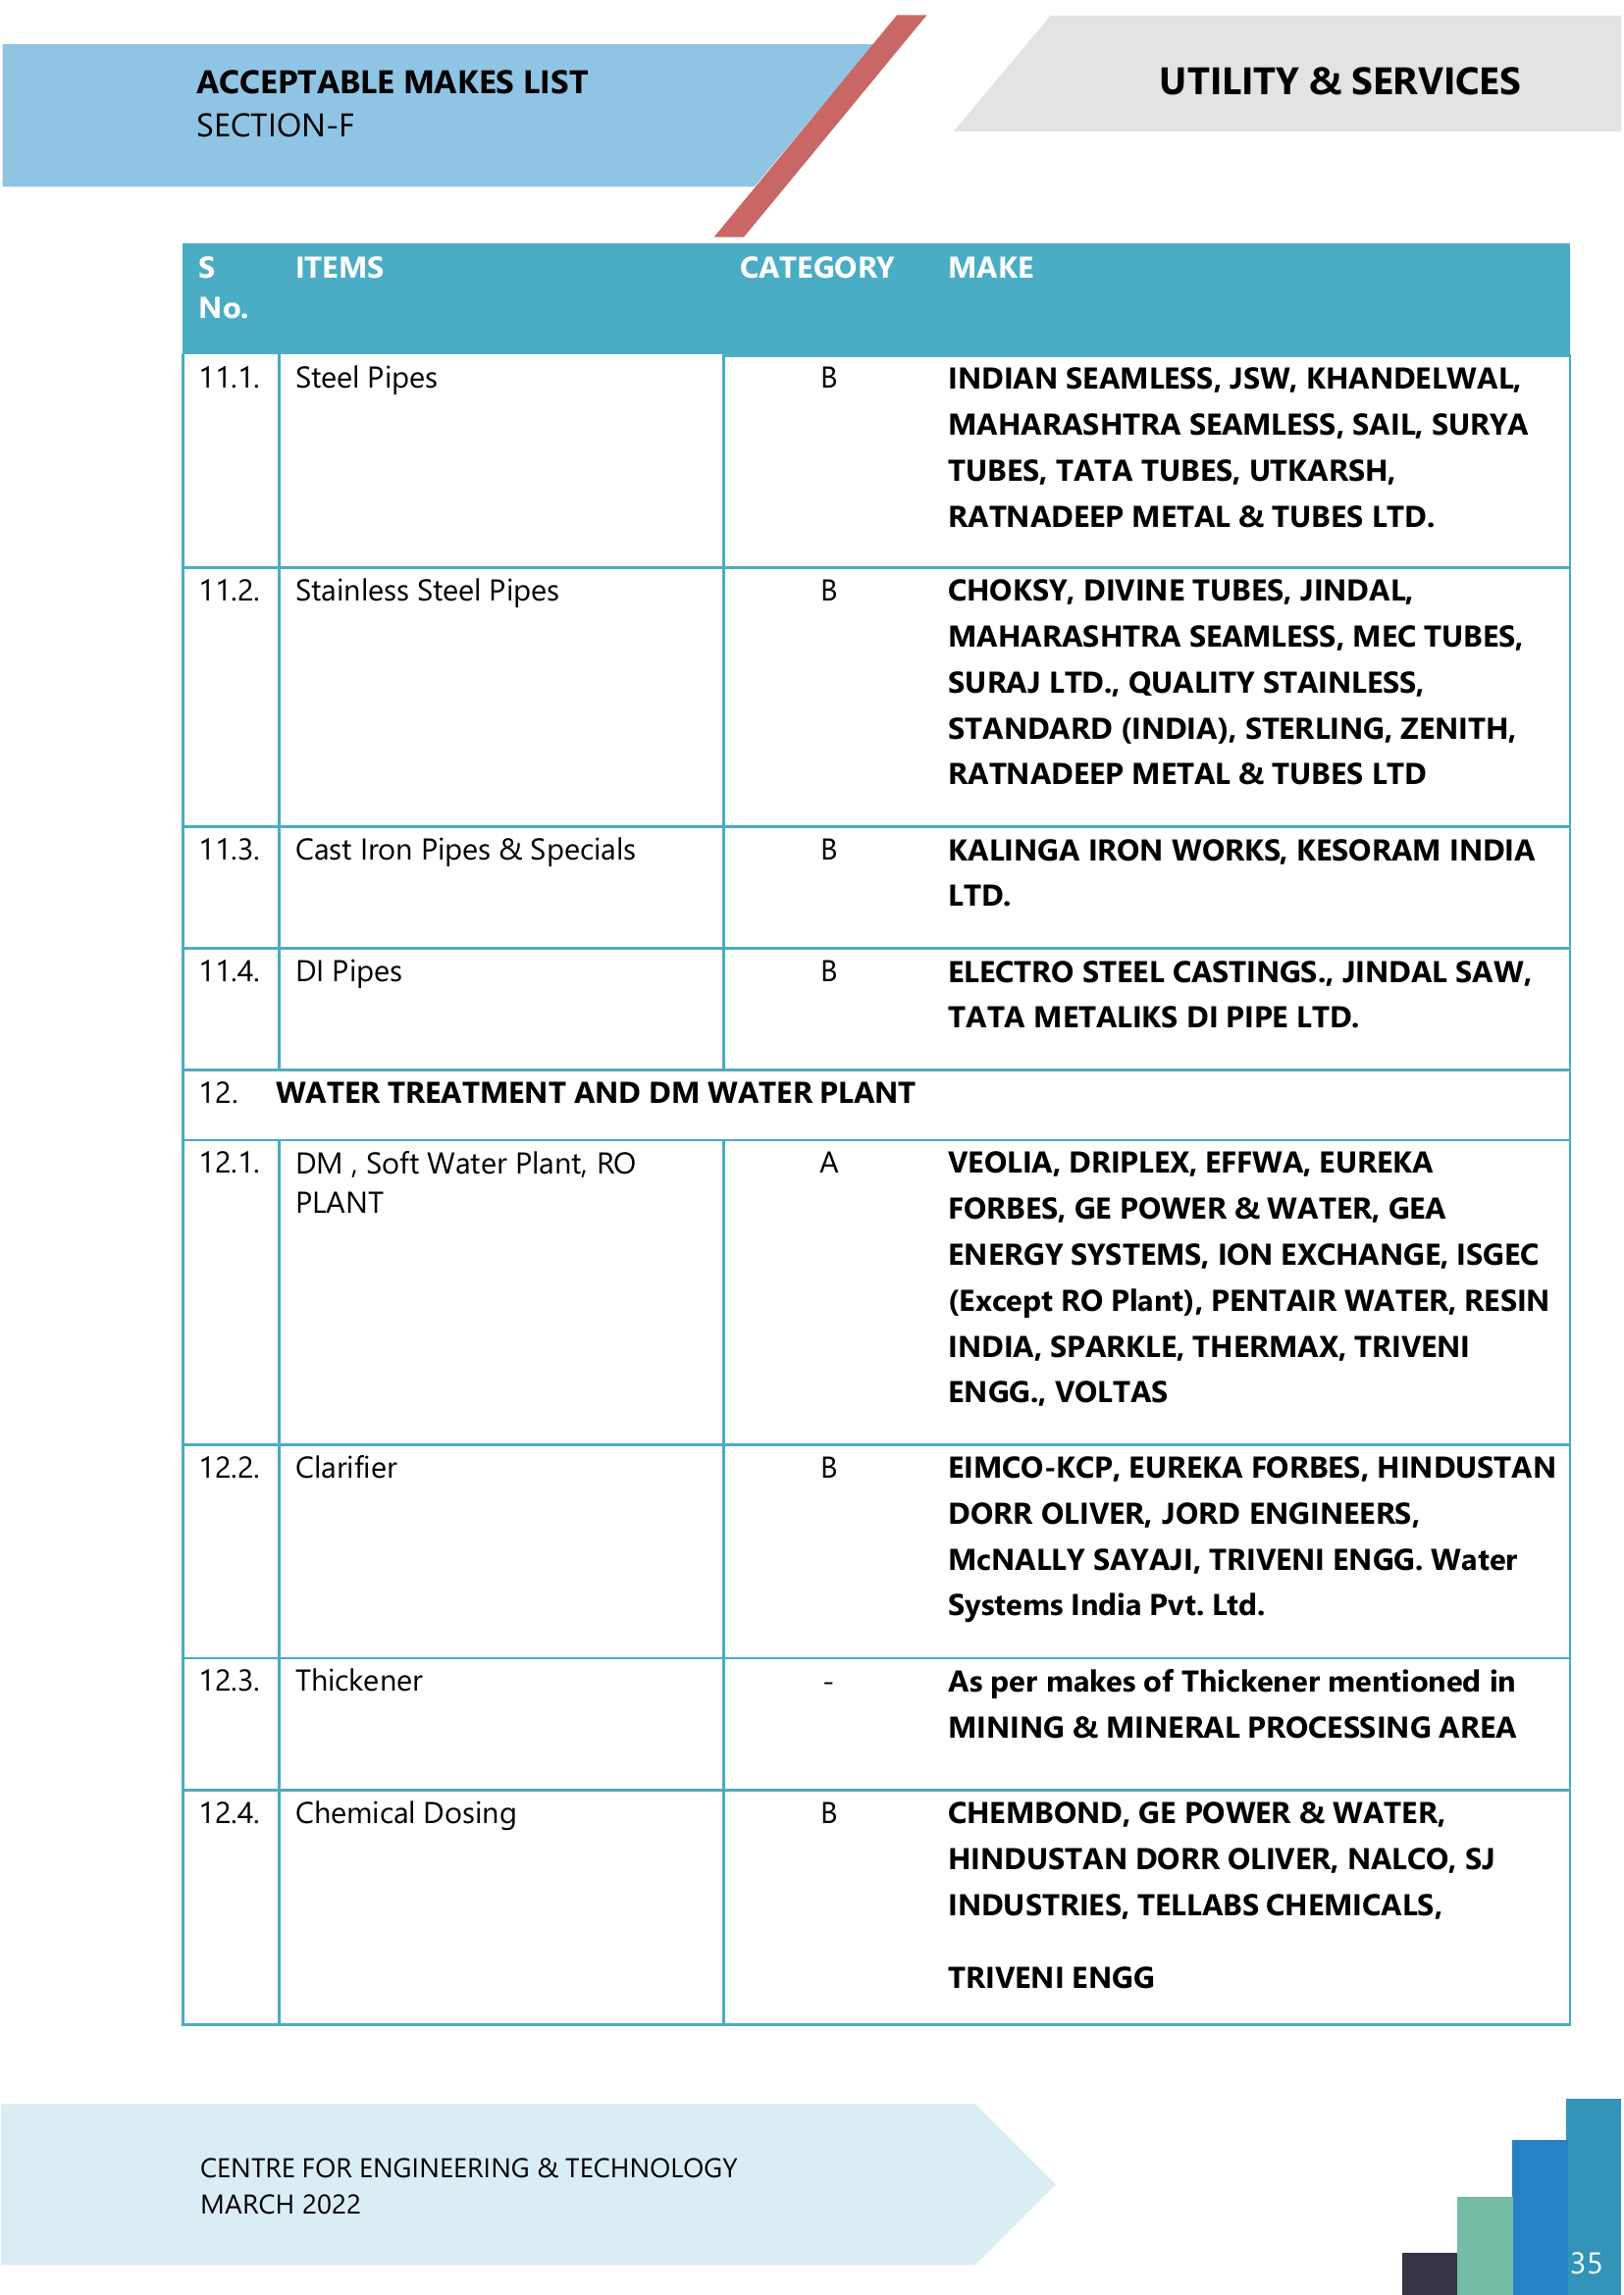 ACCEPTABLE MAKES LIST
SECTION-F
UTILITY & SERVICES
S No. ITEMS CATEGORY MAKE
11.1. Steel Pipes B INDIAN SEAMLESS, JSW, KHANDELWAL,
MAHARASHTRA SEAMLESS, SAIL, SURYA
TUBES, TATA TUBES, UTKARSH,
RATNADEEP METAL & TUBES LTD.
11.2. Stainless Steel Pipes B CHOKSY, DIVINE TUBES, JINDAL,
MAHARASHTRA SEAMLESS, MEC TUBES,
SURAJ LTD., QUALITY STAINLESS,
STANDARD (INDIA), STERLING, ZENITH,
RATNADEEP METAL & TUBES LTD
11.3. Cast Iron Pipes & Specials B KALINGA IRON WORKS, KESORAM INDIA
LTD.
11.4. DI Pipes B ELECTRO STEEL CASTINGS., JINDAL SAW,
TATA METALIKS DI PIPE LTD.
12. WATER TREATMENT AND DM WATER PLANT
12.1. DM , Soft Water Plant, RO A VEOLIA, DRIPLEX, EFFWA, EUREKA
PLANT FORBES, GE POWER & WATER, GEA
ENERGY SYSTEMS, ION EXCHANGE, ISGEC
(Except RO Plant), PENTAIR WATER, RESIN
INDIA, SPARKLE, THERMAX, TRIVENI
ENGG., VOLTAS
12.2. Clarifier B EIMCO-KCP, EUREKA FORBES, HINDUSTAN
DORR OLIVER, JORD ENGINEERS,
McNALLY SAYAJI, TRIVENI ENGG. Water
Systems India Pvt. Ltd.
12.3. Thickener - As per makes of Thickener mentioned in
MINING & MINERAL PROCESSING AREA
12.4. Chemical Dosing B CHEMBOND, GE POWER & WATER,
HINDUSTAN DORR OLIVER, NALCO, SJ
INDUSTRIES, TELLABS CHEMICALS,
TRIVENI ENGG
CENTRE FOR ENGINEERING & TECHNOLOGY
MARCH 2022
35